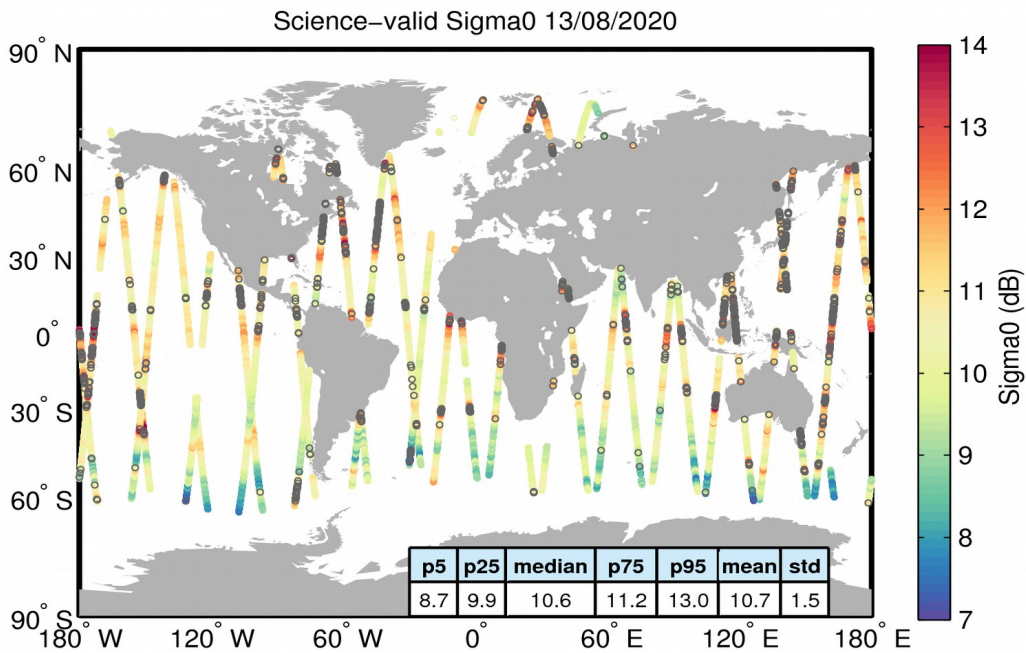 Science−valid Sigma0 13/08/2020
90° N
60° N
30° N
0°
30° S
60° S
90° S
180° W
120° W
60° W
0°
60° E
120° E
180° E
p5 p25 median p75 p95 mean std
8.7 9.9 10.6 11.2 13.0 10.7 1.5
14
13
12
11
10
9
8
7
Sigma0 (dB)